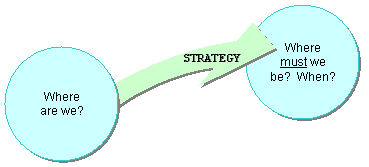 Where
are we?
STRATEGY
Where
must we
be? When?